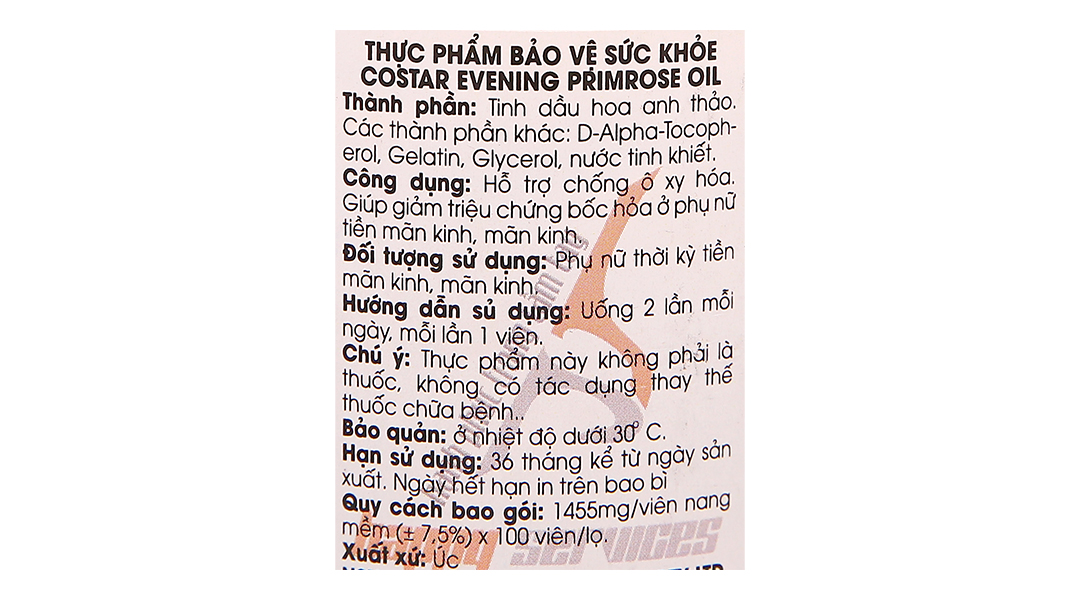 THỰC PHẨM BẢO VỆ SỨC KHỎE
COSTAR EVENING PRIMROSE OIL
Thành phần: Tinh dầu hoa anh thảo.
Các thành phần khác: D-Alpha-Tocoph-
erol, Gelatin, Glycerol, nước tinh khiết.
Công dụng: Hỗ trợ chống ô xy hóa.
Giúp giảm triệu chứng bốc hỏa ở phụ nữ
tiền mãn kinh, mãn kinh.
Đối tượng sử dụng: Phụ nữ thời kỳ tiền
mãn kinh, mãn kinh.
Hướng dẫn sủ dụng: Uống 2 lần mỗi
ngày, mỗi lần 1 viên.
Chú ý: Thực phẩm này không phải là
thuốc, không có tác dụng thay thế
thuốc chữa bệnh..
Bảo quản: ở nhiệt độ dưới 30° C.
Hạn sử dụng: 36 tháng kể từ ngày sản
xuất. Ngày hết hạn in trên bao bì
Quy cách bao gói: 1455mg/viên nang
mềm (± 7,5%) x 100 viên/lọ.
Xuất xứ: Úc
SERVICES